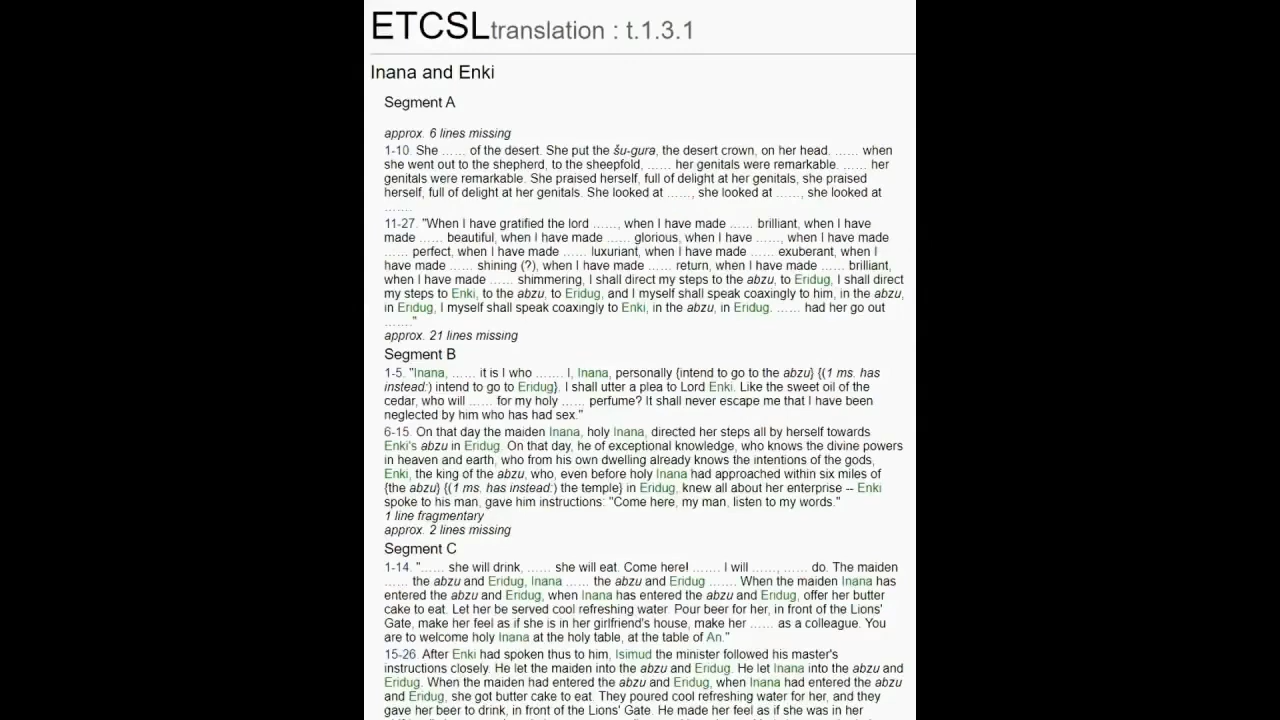 ETCSLtranslation : t.1.3.1
Inana and Enki
Segment A
approx. 6 lines missing
1-10. She …… of the desert. She put the šu-gura, the desert crown, on her head. …… when
she went out to the shepherd, to the sheepfold, …… her genitals were remarkable. …… her
genitals were remarkable. She praised herself, full of delight at her genitals, she praised
herself, full of delight at her genitals. She looked at ……, she looked at ……, she looked at
…….
11-27. "When I have gratified the lord ……, when I have made …… brilliant, when I have
made …… beautiful, when I have made …… glorious, when I have ……, when I have made
…… perfect, when I have made …… luxuriant, when I have made …… exuberant, when I
have made …… shining (?), when I have made …… return, when I have made …… brilliant,
when I have made …… shimmering, I shall direct my steps to the abzu, to Eridug, I shall direct
my steps to Enki, to the abzu, to Eridug, and I myself shall speak coaxingly to him, in the abzu,
in Eridug, I myself shall speak coaxingly to Enki, in the abzu, in Eridug. …… had her go out
……."
approx. 21 lines missing
Segment B
1-5. "Inana, …… it is I who ……. I, Inana, personally {intend to go to the abzu} {(1 ms. has
instead:) intend to go to Eridug}, I shall utter a plea to Lord Enki. Like the sweet oil of the
cedar, who will …… for my holy …… perfume? It shall never escape me that I have been
neglected by him who has had sex."
6-15. On that day the maiden Inana, holy Inana, directed her steps all by herself towards
Enki's abzu in Eridug. On that day, he of exceptional knowledge, who knows the divine powers
in heaven and earth, who from his own dwelling already knows the intentions of the gods,
Enki, the king of the abzu, who, even before holy Inana had approached within six miles of
{the abzu} {(1 ms. has instead:) the temple} in Eridug, knew all about her enterprise -- Enki
spoke to his man, gave him instructions: "Come here, my man, listen to my words."
1 line fragmentary
approx. 2 lines missing
Segment C
1-14. "…… she will drink, …… she will eat. Come here! ……. I will ……, …… do. The maiden
…… the abzu and Eridug, Inana …… the abzu and Eridug ……. When the maiden Inana has
entered the abzu and Eridug, when Inana has entered the abzu and Eridug, offer her butter
cake to eat. Let her be served cool refreshing water. Pour beer for her, in front of the Lions'
Gate, make her feel as if she is in her girlfriend's house, make her …… as a colleague. You
are to welcome holy Inana at the holy table, at the table of An."
15-26. After Enki had spoken thus to him, Isimud the minister followed his master's
instructions closely. He let the maiden into the abzu and Eridug. He let Inana into the abzu and
Eridug. When the maiden had entered the abzu and Eridug, when Inana had entered the abzu
and Eridug, she got butter cake to eat. They poured cool refreshing water for her, and they
gave her beer to drink, in front of the Lions' Gate. He made her feel as if she was in her